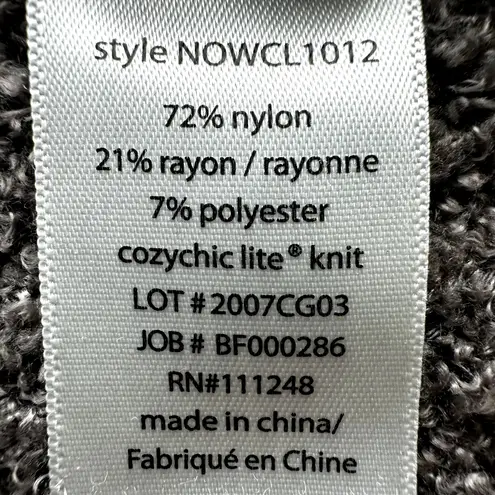 style NOWCL1012
72% nylon
21% rayon / rayonne
7% polyester
cozychic lite® knit
LOT # 2007CG03
JOB # BF000286
RN#111248
made in china/
Fabriqué en Chine